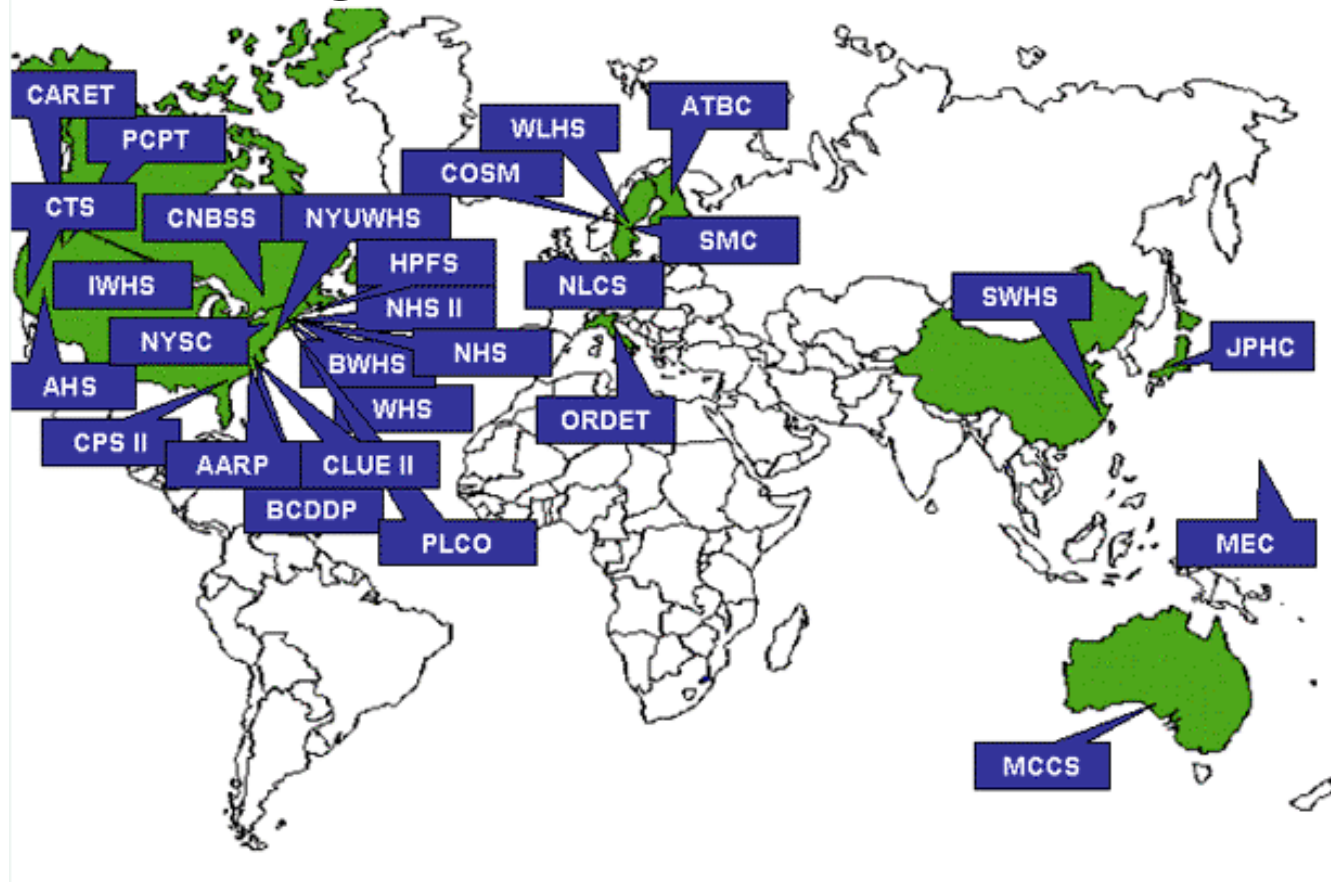 CARET
PCPT
ATBC
WLHS
COSM
CTS
CNBSS
NYUWHS
SMC
HPFS
IWHS
NLCS
SWHS
NHS II
NYSC
NHS
JPHC
BWHS
AHS
WHS
ORDET
CPS II
AARP
CLUE II
BCDDP
PLCO
MEC
MCCS